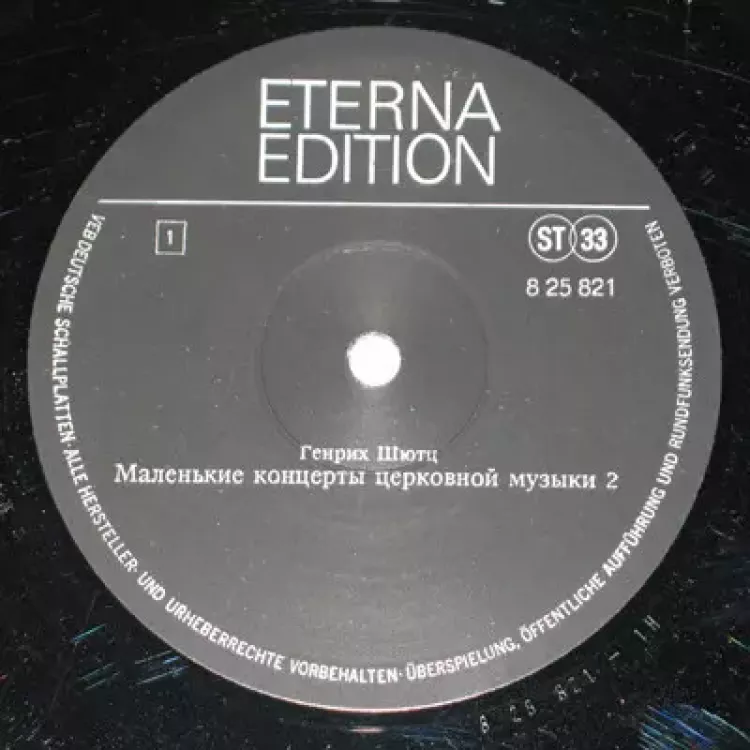 ETERNA
EDITION
1
ST 33
8 25 821
Генрих Шютц
Маленькие концерты церковной музыки 2
VEB DEUTSCHE SCHALLPLATTEN · ALLE HERSTELLER- UND URHEBERRECHTE VORBEHALTEN · ÜBERSPIELUNG, ÖFFENTLICHE AUFFÜHRUNG UND RUNDFUNKSENDUNG VERBOTEN